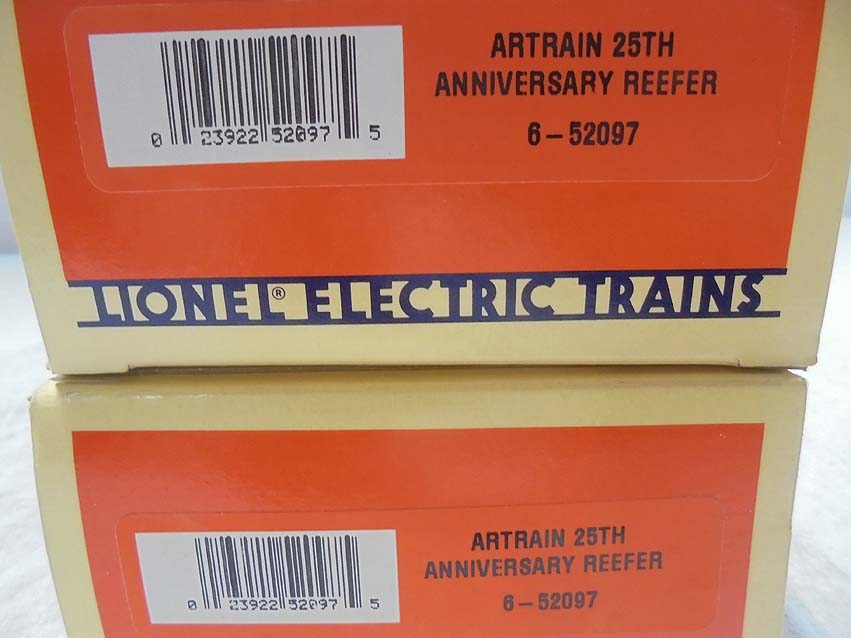 ARTRAIN 25TH
ANNIVERSARY REEFER
6-52097
0 23922 52097 5
LIONEL® ELECTRIC TRAINS
ARTRAIN 25TH
ANNIVERSARY REEFER
6-52097
0 23922 52097 5